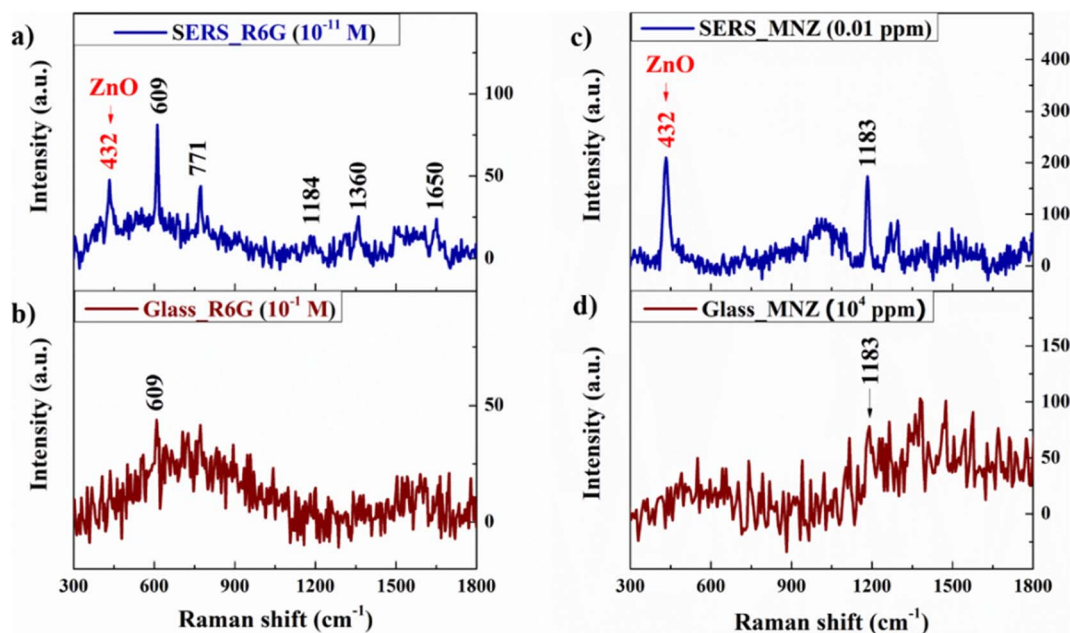 a)
SERS_R6G (10⁻¹¹ M)
ZnO
432
609
771
1184
1360
1650
100
50
0
Intensity (a.u.)
b)
Glass_R6G (10⁻¹ M)
609
50
0
Intensity (a.u.)
300 600 900 1200 1500 1800
Raman shift (cm⁻¹)
c)
SERS_MNZ (0.01 ppm)
ZnO
432
1183
400
300
200
100
0
Intensity (a.u.)
d)
Glass_MNZ (10⁴ ppm)
1183
150
100
50
0
Intensity (a.u.)
300 600 900 1200 1500 1800
Raman shift (cm⁻¹)